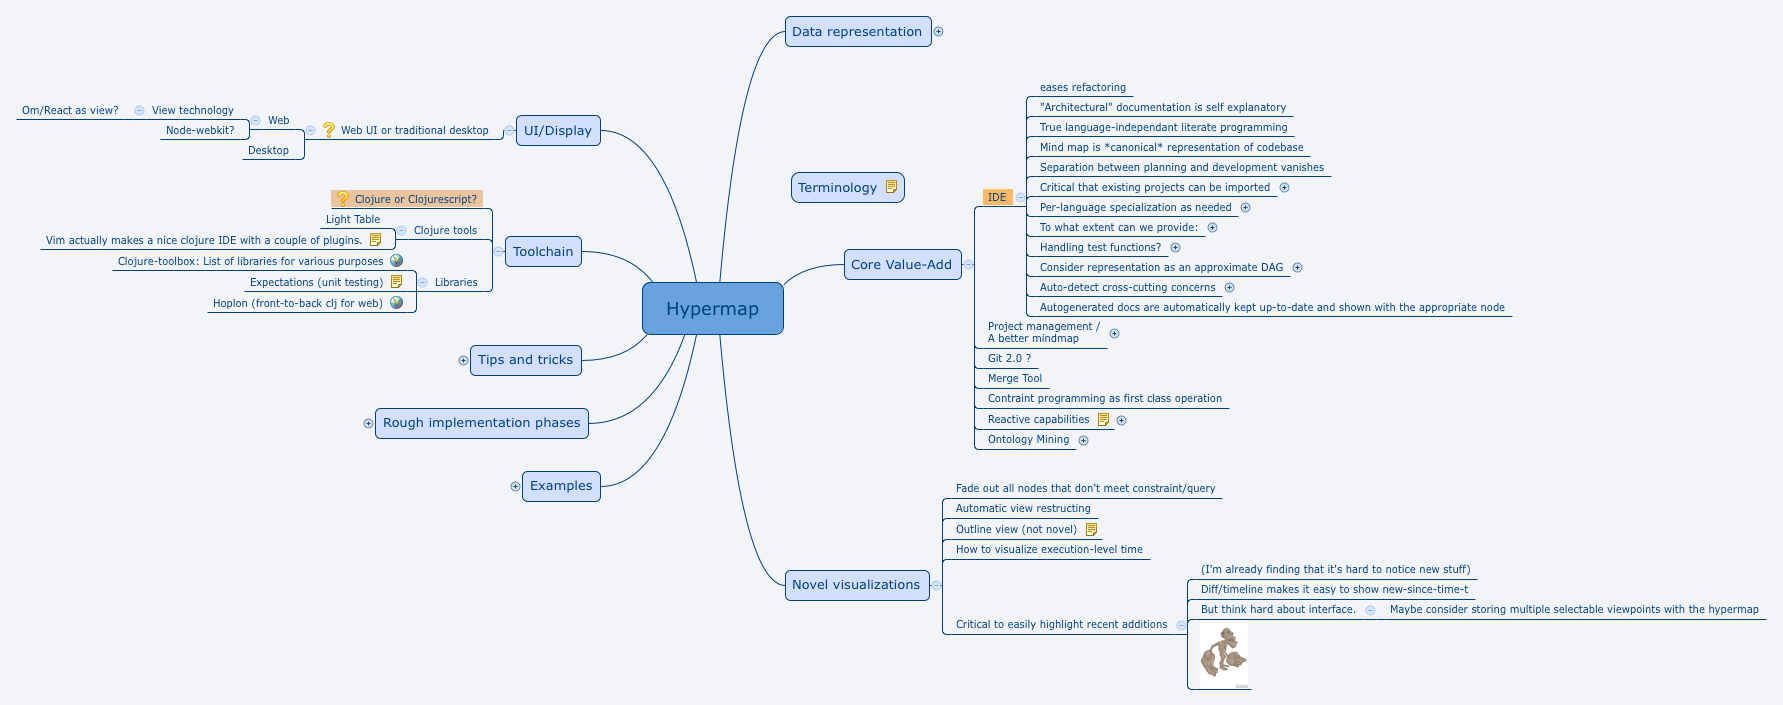 Hypermap
Data representation
Terminology
Core Value-Add
IDE
eases refactoring
"Architectural" documentation is self explanatory
True language-independant literate programming
Mind map is *canonical* representation of codebase
Separation between planning and development vanishes
Critical that existing projects can be imported
Per-language specialization as needed
To what extent can we provide:
Handling test functions?
Consider representation as an approximate DAG
Auto-detect cross-cutting concerns
Autogenerated docs are automatically kept up-to-date and shown with the appropriate node
Project management /
A better mindmap
Git 2.0 ?
Merge Tool
Contraint programming as first class operation
Reactive capabilities
Ontology Mining
Novel visualizations
Fade out all nodes that don't meet constraint/query
Automatic view restructing
Outline view (not novel)
How to visualize execution-level time
Critical to easily highlight recent additions
(I'm already finding that it's hard to notice new stuff)
Diff/timeline makes it easy to show new-since-time-t
But think hard about interface.
Maybe consider storing multiple selectable viewpoints with the hypermap
UI/Display
Web UI or traditional desktop
Web
View technology
Om/React as view?
Node-webkit?
Desktop
Toolchain
Clojure or Clojurescript?
Clojure tools
Light Table
Vim actually makes a nice clojure IDE with a couple of plugins.
Libraries
Clojure-toolbox: List of libraries for various purposes
Expectations (unit testing)
Hoplon (front-to-back clj for web)
Tips and tricks
Rough implementation phases
Examples